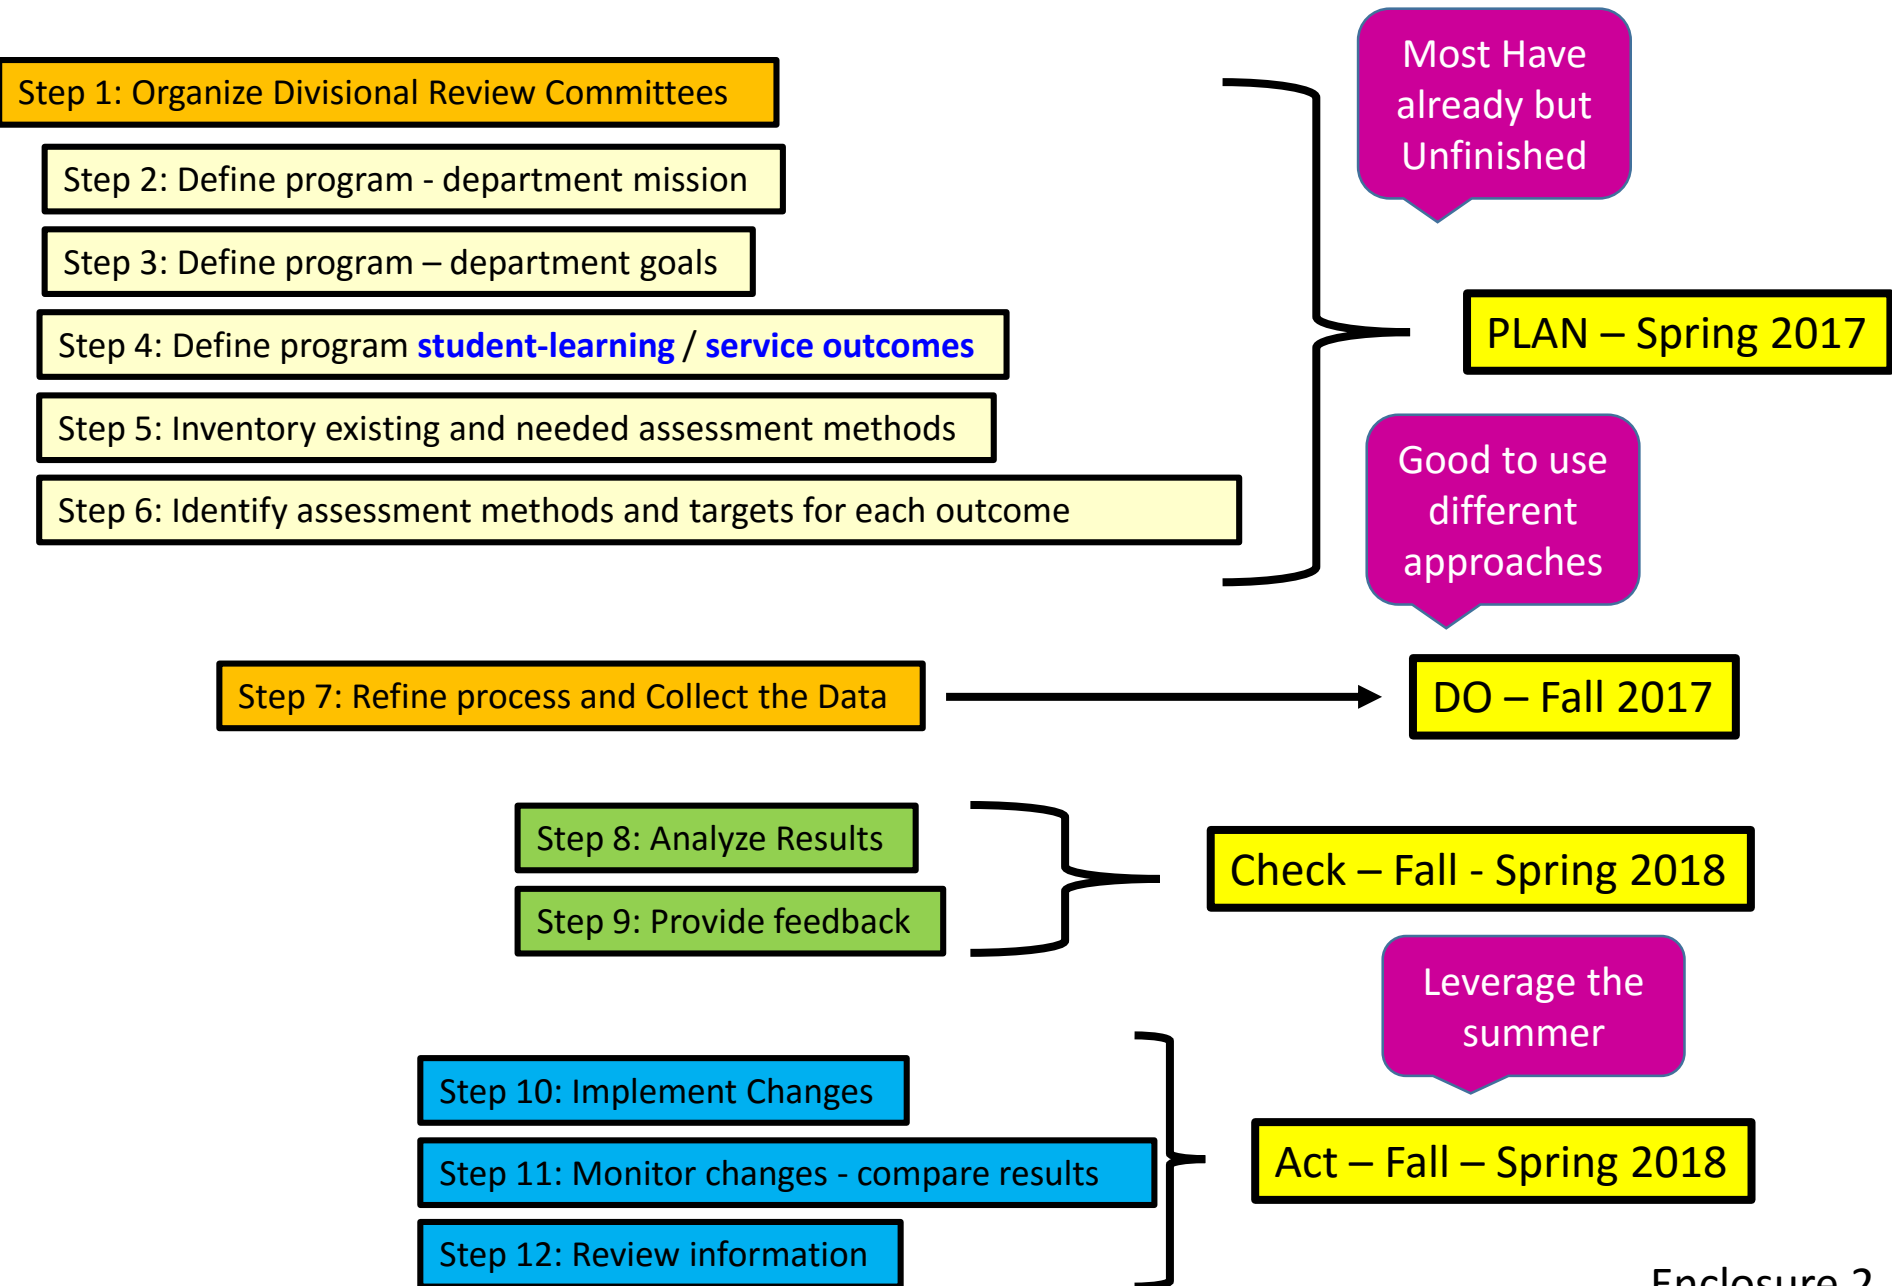 Step 1: Organize Divisional Review Committees
Step 2: Define program - department mission
Step 3: Define program – department goals
Step 4: Define program student-learning / service outcomes
Step 5: Inventory existing and needed assessment methods
Step 6: Identify assessment methods and targets for each outcome
Most Have
already but
Unfinished
PLAN – Spring 2017
Good to use
different
approaches
Step 7: Refine process and Collect the Data
DO – Fall 2017
Step 8: Analyze Results
Step 9: Provide feedback
Check – Fall - Spring 2018
Leverage the
summer
Step 10: Implement Changes
Step 11: Monitor changes - compare results
Step 12: Review information
Act – Fall – Spring 2018
Enclosure 2